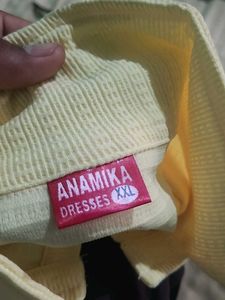 ANAMIKA
DRESSES XXL